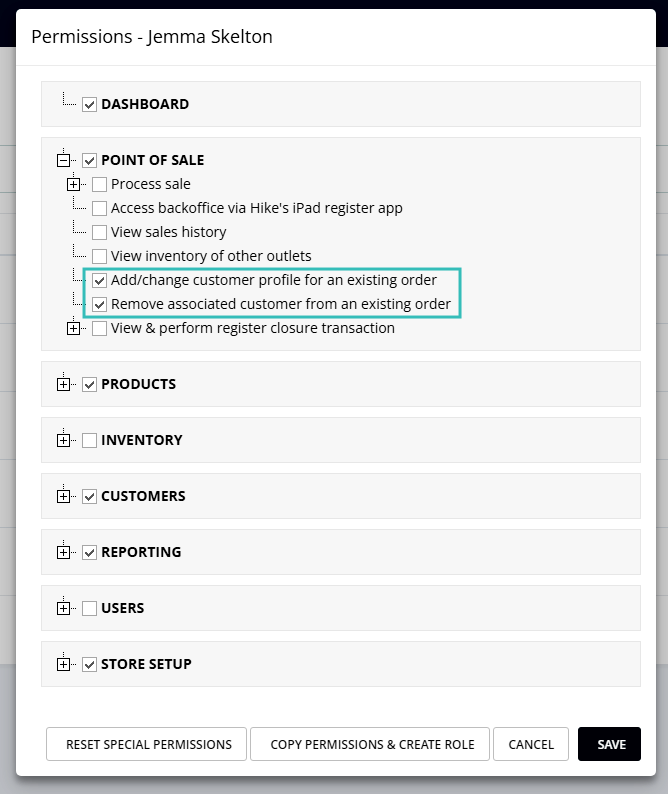 Permissions - Jemma Skelton
DASHBOARD
POINT OF SALE
Process sale
Access backoffice via Hike's iPad register app
View sales history
View inventory of other outlets
Add/change customer profile for an existing order
Remove associated customer from an existing order
View & perform register closure transaction
PRODUCTS
INVENTORY
CUSTOMERS
REPORTING
USERS
STORE SETUP
RESET SPECIAL PERMISSIONS COPY PERMISSIONS & CREATE ROLE CANCEL SAVE